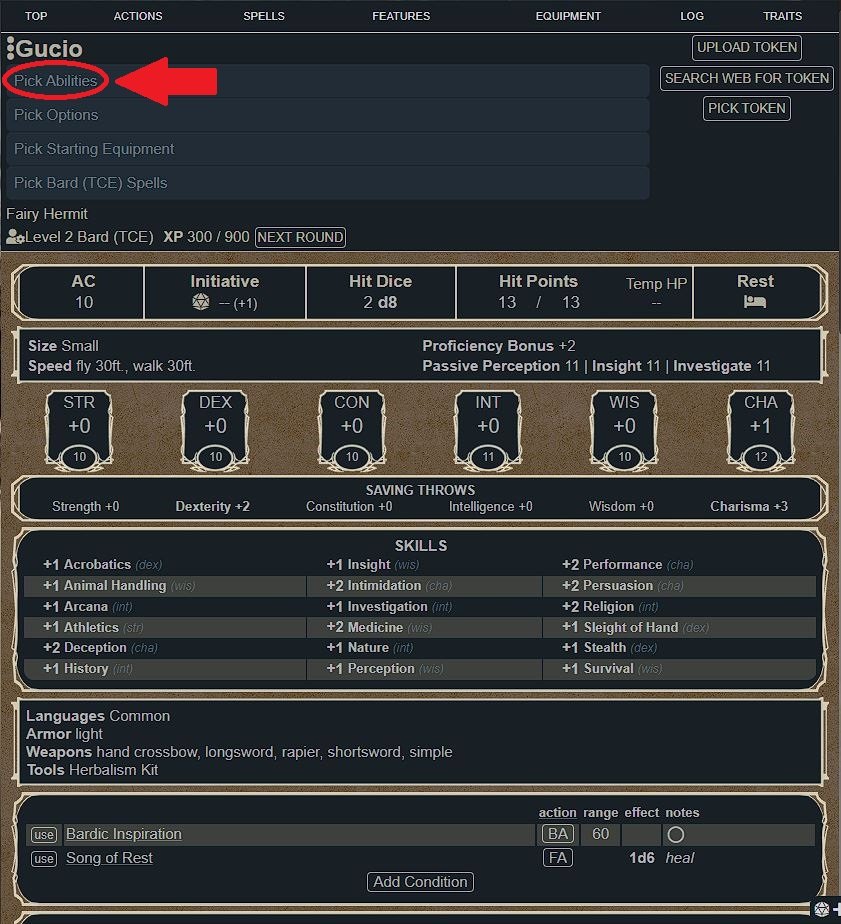 TOP ACTIONS SPELLS FEATURES EQUIPMENT LOG TRAITS
Gucio
UPLOAD TOKEN
Pick Abilities
SEARCH WEB FOR TOKEN
Pick Options
PICK TOKEN
Pick Starting Equipment
Pick Bard (TCE) Spells
Fairy Hermit
Level 2 Bard (TCE) XP 300 / 900 NEXT ROUND
AC Initiative Hit Dice Hit Points Temp HP Rest
10 -- (+1) 2 d8 13 / 13 --
Size Small Proficiency Bonus +2
Speed fly 30ft., walk 30ft. Passive Perception 11 | Insight 11 | Investigate 11
STR DEX CON INT WIS CHA
+0 +0 +0 +0 +0 +1
10 10 10 11 10 12
SAVING THROWS
Strength +0 Dexterity +2 Constitution +0 Intelligence +0 Wisdom +0 Charisma +3
SKILLS
+1 Acrobatics (dex) +1 Insight (wis) +2 Performance (cha)
+1 Animal Handling (wis) +2 Intimidation (cha) +2 Persuasion (cha)
+1 Arcana (int) +1 Investigation (int) +2 Religion (int)
+1 Athletics (str) +2 Medicine (wis) +1 Sleight of Hand (dex)
+2 Deception (cha) +1 Nature (int) +1 Stealth (dex)
+1 History (int) +1 Perception (wis) +1 Survival (wis)
Languages Common
Armor light
Weapons hand crossbow, longsword, rapier, shortsword, simple
Tools Herbalism Kit
action range effect notes
use Bardic Inspiration BA 60
use Song of Rest FA 1d6 heal
Add Condition